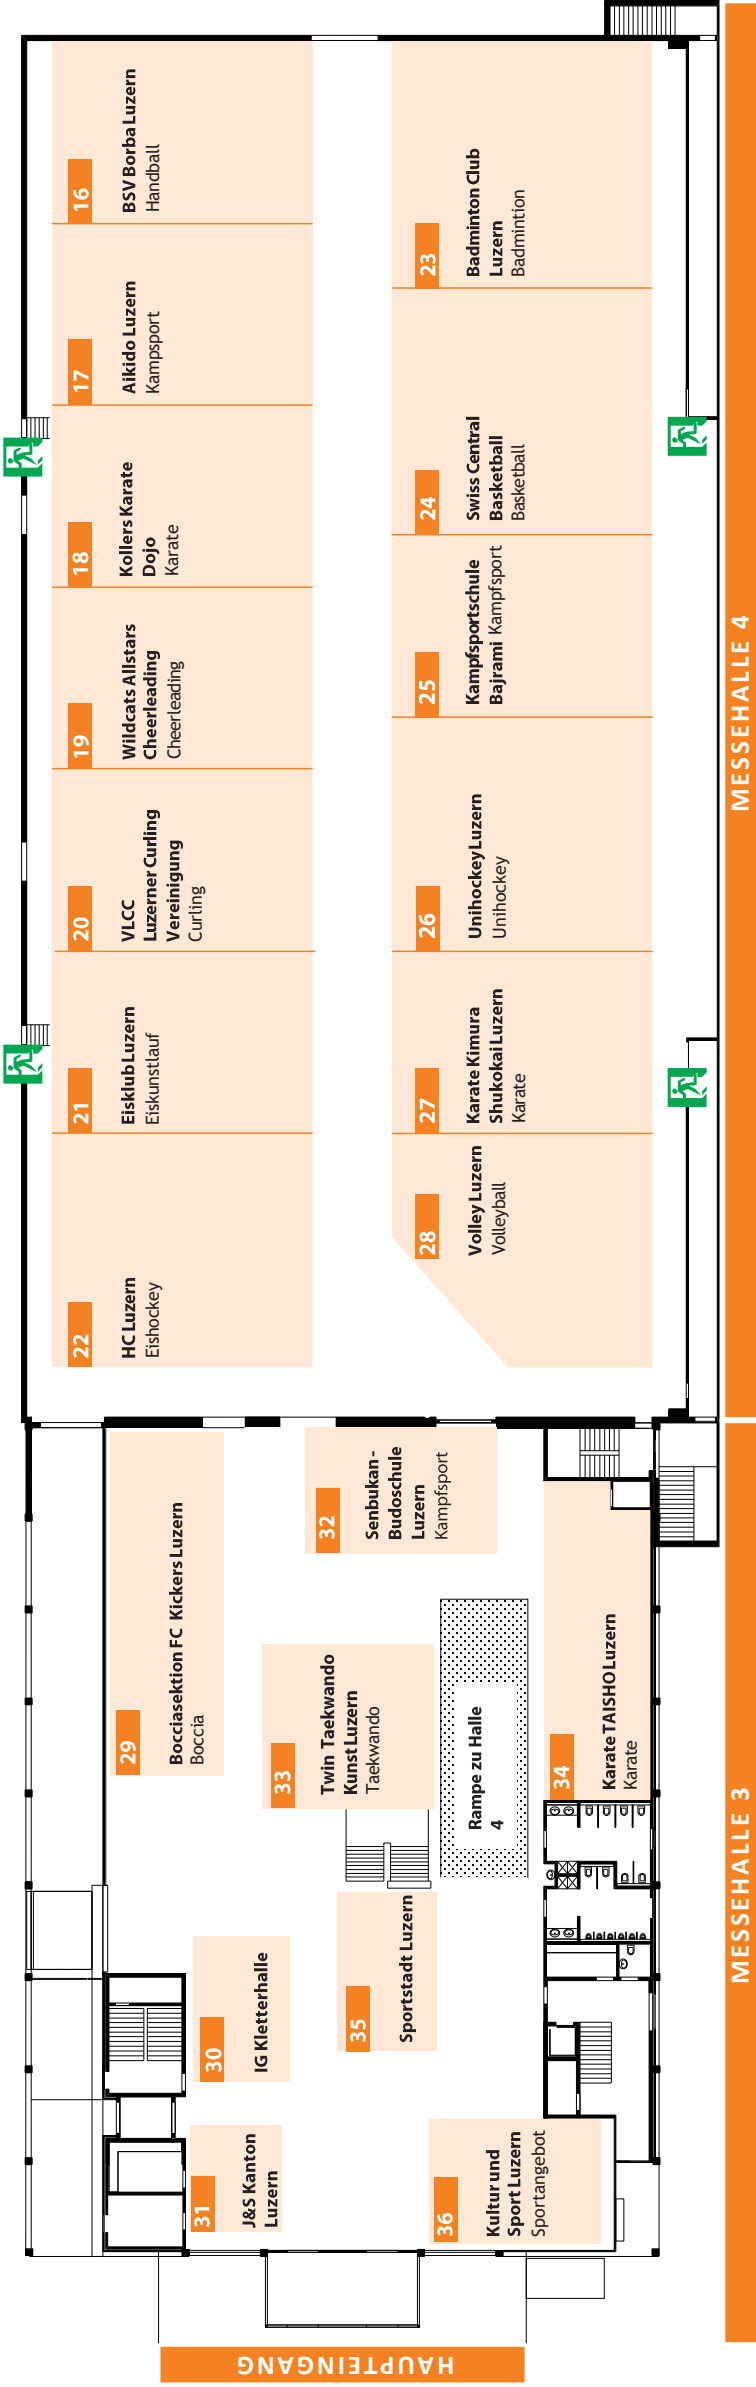 16
BSV Borba Luzern
Handball
17
Aikido Luzern
Kampsport
18
Kollers Karate
Dojo
Karate
19
Wildcats Allstars
Cheerleading
Cheerleading
20
VLCC
Luzerner Curling
Vereinigung
Curling
21
Eisklub Luzern
Eiskunstlauf
22
HC Luzern
Eishockey
23
Badminton Club
Luzern
Badmintion
24
Swiss Central
Basketball
Basketball
25
Kampfsportschule
Bajrami Kampfsport
26
Unihockey Luzern
Unihockey
27
Karate Kimura
Shukokai Luzern
Karate
28
Volley Luzern
Volleyball
MESSEHALLE 4
29
Bocciasektion FC Kickers Luzern
Boccia
32
Senbukan-
Budoschule
Luzern
Kampfsport
33
Twin Taekwando
Kunst Luzern
Taekwando
Rampe zu Halle
4
34
Karate TAISHO Luzern
Karate
30
IG Kletterhalle
35
Sportstadt Luzern
31
J&S Kanton
Luzern
36
Kultur und
Sport Luzern
Sportangebot
MESSEHALLE 3
HAUPTEINGANG